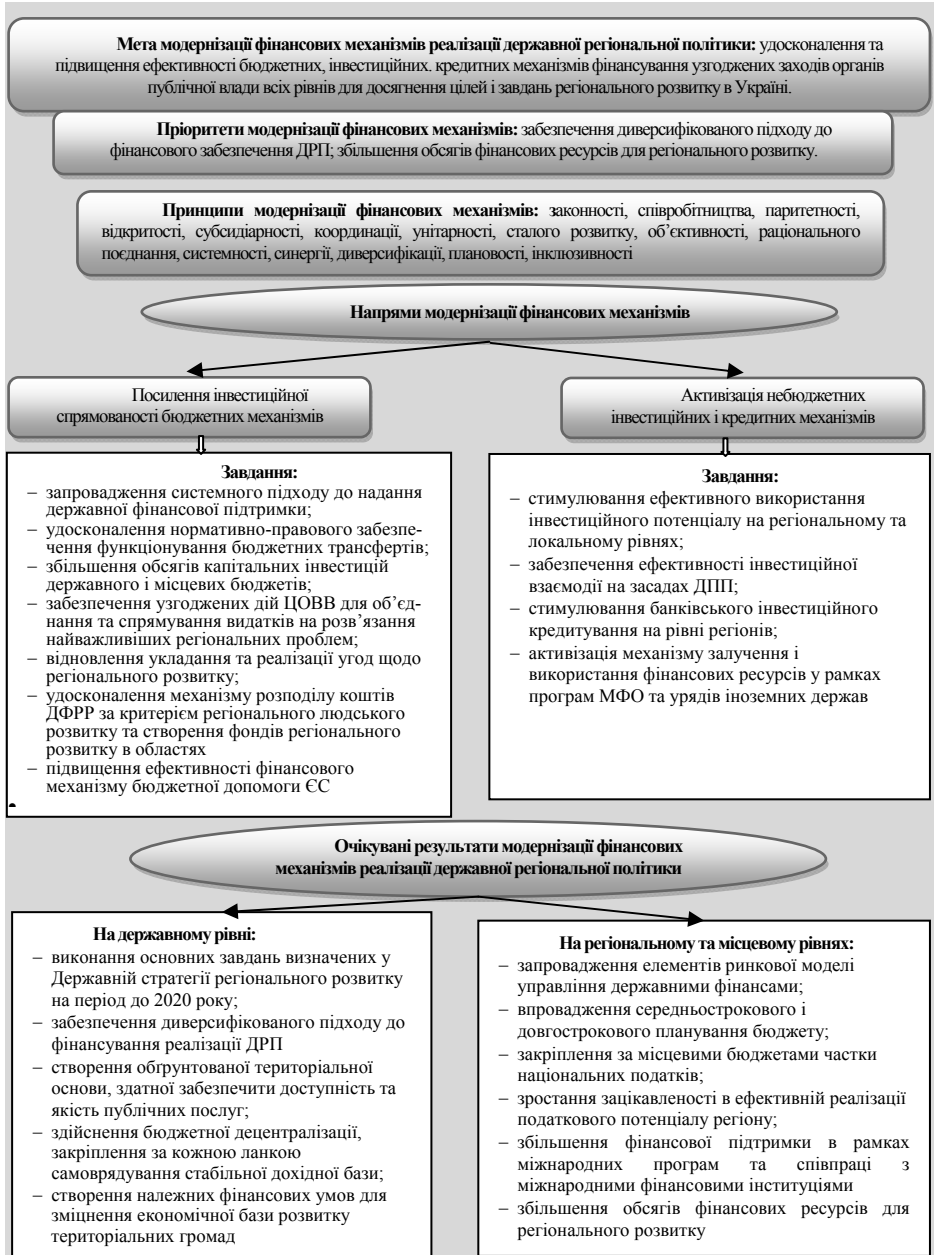 Мета модернізації фінансових механізмів реалізації державної регіональної політики: удосконалення та
підвищення ефективності бюджетних, інвестиційних. кредитних механізмів фінансування узгоджених заходів органів
публічної влади всіх рівнів для досягнення цілей і завдань регіонального розвитку в Україні.
Пріоритети модернізації фінансових механізмів: забезпечення диверсифікованого підходу до
фінансового забезпечення ДРП; збільшення обсягів фінансових ресурсів для регіонального розвитку.
Принципи модернізації фінансових механізмів: законності, співробітництва, паритетності,
відкритості, субсидіарності, координації, унітарності, сталого розвитку, об’єктивності, раціонального
поєднання, системності, синергії, диверсифікації, плановості, інклюзивності
Напрями модернізації фінансових механізмів
Посилення інвестиційної
спрямованості бюджетних механізмів
Завдання:
– запровадження системного підходу до надання
державної фінансової підтримки;
– удосконалення нормативно-правового забезпе-
чення функціонування бюджетних трансфертів;
– збільшення обсягів капітальних інвестицій
державного і місцевих бюджетів;
– забезпечення узгоджених дій ЦОВВ для об’єд-
нання та спрямування видатків на розв’язання
найважливіших регіональних проблем;
– відновлення укладання та реалізації угод щодо
регіонального розвитку;
– удосконалення механізму розподілу коштів
ДФРР за критерієм регіонального людського
розвитку та створення фондів регіонального
розвитку в областях
– підвищення ефективності фінансового
механізму бюджетної допомоги ЄС
•
Активізація небюджетних
інвестиційних і кредитних механізмів
Завдання:
– стимулювання ефективного використання
інвестиційного потенціалу на регіональному та
локальному рівнях;
– забезпечення ефективності інвестиційної
взаємодії на засадах ДПП;
– стимулювання банківського інвестиційного
кредитування на рівні регіонів;
– активізація механізму залучення і
використання фінансових ресурсів у рамках
програм МФО та урядів іноземних держав
Очікувані результати модернізації фінансових
механізмів реалізації державної регіональної політики
На державному рівні:
– виконання основних завдань визначених у
Державній стратегії регіонального розвитку
на період до 2020 року;
– забезпечення диверсифікованого підходу до
фінансування реалізації ДРП
– створення обґрунтованої територіальної
основи, здатної забезпечити доступність та
якість публічних послуг;
– здійснення бюджетної децентралізації,
закріплення за кожною ланкою
самоврядування стабільної дохідної бази;
– створення належних фінансових умов для
зміцнення економічної бази розвитку
територіальних громад
На регіональному та місцевому рівнях:
– запровадження елементів ринкової моделі
управління державними фінансами;
– впровадження середньострокового і
довгострокового планування бюджету;
– закріплення за місцевими бюджетами частки
національних податків;
– зростання зацікавленості в ефективній реалізації
податкового потенціалу регіону;
– збільшення фінансової підтримки в рамках
міжнародних програм та співпраці з
міжнародними фінансовими інституціями
– збільшення обсягів фінансових ресурсів для
регіонального розвитку